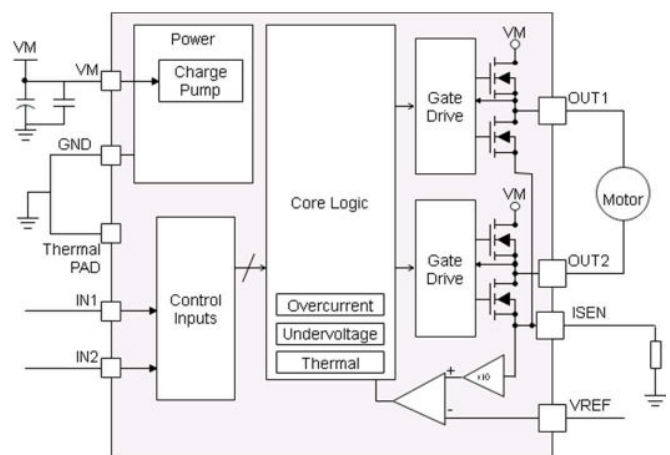 Power
VM
VM
Charge
Pump
GND
Thermal
PAD
IN1
IN2
Control
Inputs
Core Logic
Overcurrent
Undervoltage
Thermal
Gate
Drive
VM
OUT1
Motor
Gate
Drive
VM
OUT2
ISEN
x10
+
-
VREF